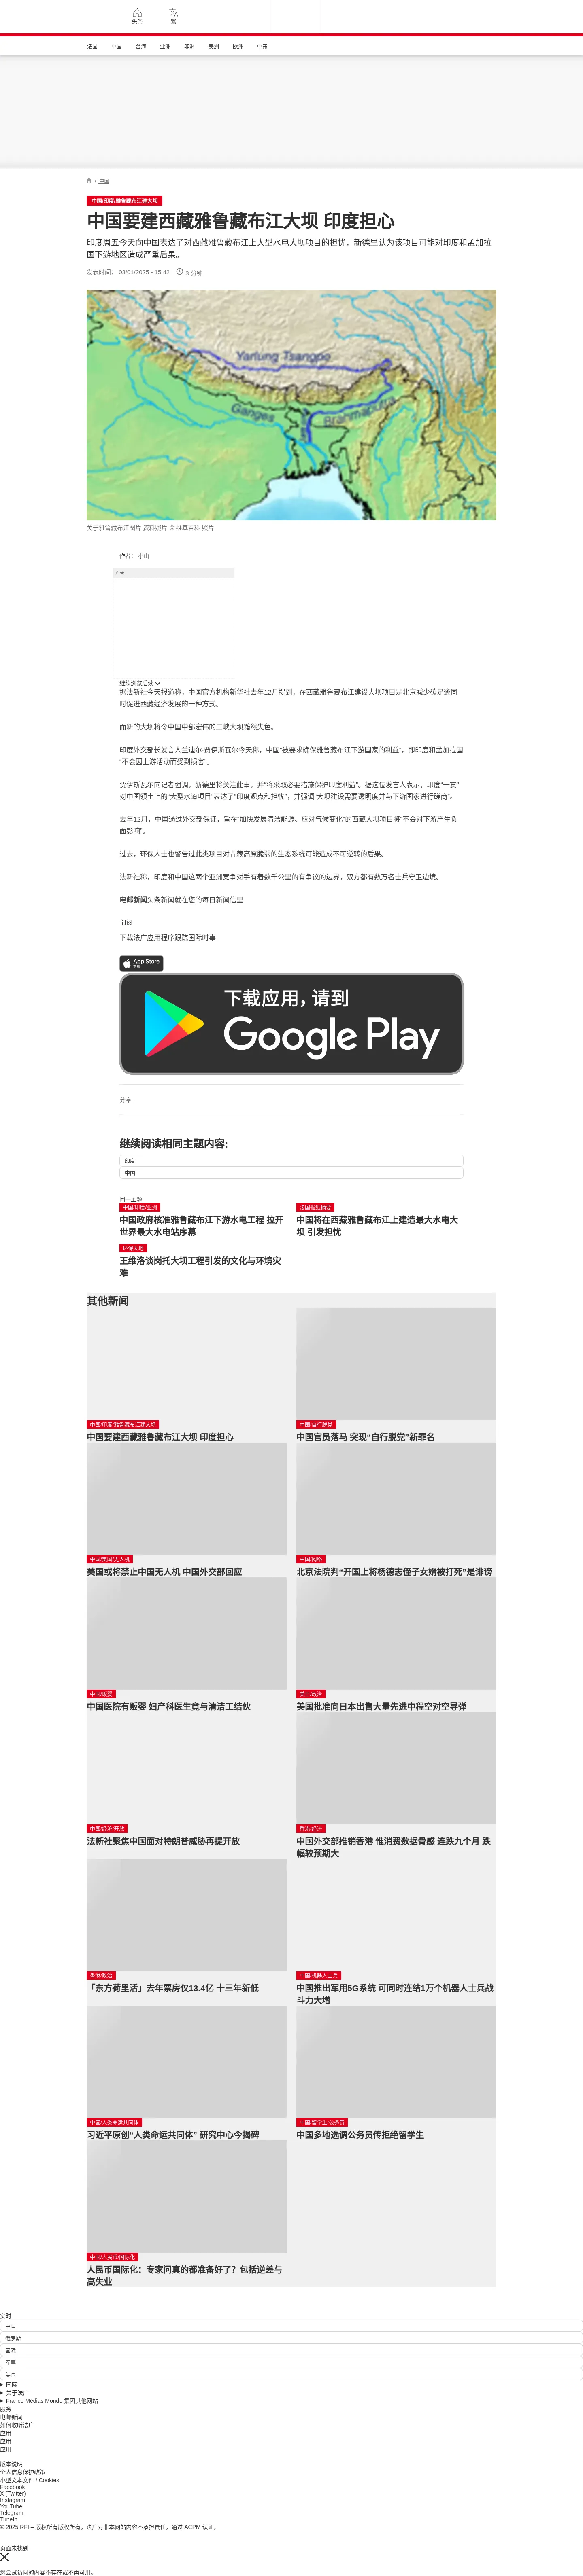 头条
繁
法国
中国
台海
亚洲
非洲
美洲
欧洲
中东
/ 中国
中国/印度/雅鲁藏布江建大坝
中国要建西藏雅鲁藏布江大坝 印度担心
印度周五今天向中国表达了对西藏雅鲁藏布江上大型水电大坝项目的担忧，新德里认为该项目可能对印度和孟加拉国下游地区造成严重后果。
发表时间： 03/01/2025 - 15:42
3 分钟
Yarlung Tsangpo
Ganges
Brahmaputra
关于雅鲁藏布江图片 资料照片 © 维基百科 照片
作者： 小山
广告
继续浏览后续
据法新社今天报道称，中国官方机构新华社去年12月提到，在西藏雅鲁藏布江建设大坝项目是北京减少碳足迹同时促进西藏经济发展的一种方式。
而新的大坝将令中国中部宏伟的三峡大坝黯然失色。
印度外交部长发言人兰迪尔·贾伊斯瓦尔今天称，中国“被要求确保雅鲁藏布江下游国家的利益”，即印度和孟加拉国“不会因上游活动而受到损害”。
贾伊斯瓦尔向记者强调，新德里将关注此事，并“将采取必要措施保护印度利益”。据这位发言人表示，印度“一贯”对中国领土上的“大型水道项目”表达了“印度观点和担忧”，并强调“大坝建设需要透明度并与下游国家进行磋商”。
去年12月，中国通过外交部保证，旨在“加快发展清洁能源、应对气候变化”的西藏大坝项目将“不会对下游产生负面影响”。
过去，环保人士也警告过此类项目对青藏高原脆弱的生态系统可能造成不可逆转的后果。
法新社称，印度和中国这两个亚洲竞争对手有着数千公里的有争议的边界，双方都有数万名士兵守卫边境。
电邮新闻头条新闻就在您的每日新闻信里
订阅
下载法广应用程序跟踪国际时事
App Store
下载
下载应用，请到
Google Play
分享 :
继续阅读相同主题内容:
印度
中国
同一主题
中国/印度/亚洲
中国政府核准雅鲁藏布江下游水电工程 拉开世界最大水电站序幕
法国报纸摘要
中国将在西藏雅鲁藏布江上建造最大水电大坝 引发担忧
环保天地
王维洛谈岗托大坝工程引发的文化与环境灾难
其他新闻
中国/印度/雅鲁藏布江建大坝
中国要建西藏雅鲁藏布江大坝 印度担心
中国/自行脱党
中国官员落马 突现“自行脱党”新罪名
中国/美国/无人机
美国或将禁止中国无人机 中国外交部回应
中国/网络
北京法院判“开国上将杨德志侄子女婿被打死”是诽谤
中国/贩婴
中国医院有贩婴 妇产科医生竟与清洁工结伙
美日/政治
美国批准向日本出售大量先进中程空对空导弹
中国/经济/开放
法新社聚焦中国面对特朗普威胁再提开放
香港/经济
中国外交部推销香港 惟消费数据骨感 连跌九个月 跌幅较预期大
香港/政治
「东方荷里活」去年票房仅13.4亿 十三年新低
中国/机器人士兵
中国推出军用5G系统 可同时连结1万个机器人士兵战斗力大增
中国/人类命运共同体
习近平原创“人类命运共同体” 研究中心今揭碑
中国/留学生/公务员
中国多地选调公务员传拒绝留学生
中国/人民币/国际化
人民币国际化：专家问真的都准备好了？包括逆差与高失业
实时
中国
俄罗斯
国际
军事
美国
国际
关于法广
France Médias Monde 集团其他网站
服务
电邮新闻
如何收听法广
应用
应用
应用
版本说明
个人信息保护政策
小型文本文件 / Cookies
Facebook
X (Twitter)
Instagram
YouTube
Telegram
TuneIn
© 2025 RFI – 版权所有版权所有。法广对非本网站内容不承担责任。通过 ACPM 认证。
页面未找到
您尝试访问的内容不存在或不再可用。